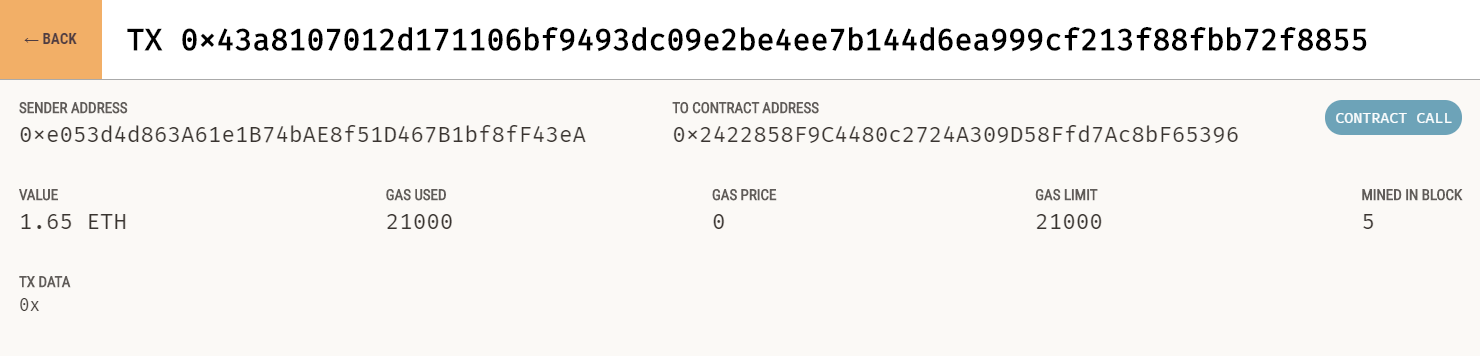 ← BACK
TX 0×43a8107012d171106bf9493dc09e2be4ee7b144d6ea999cf213f88fbb72f8855
SENDER ADDRESS
0×e053d4d863A61e1B74bAE8f51D467B1bf8fF43eA
TO CONTRACT ADDRESS
0×2422858F9C4480c2724A309D58Ffd7Ac8bF65396
CONTRACT CALL
VALUE
1.65 ETH
GAS USED
21000
GAS PRICE
0
GAS LIMIT
21000
MINED IN BLOCK
5
TX DATA
0x